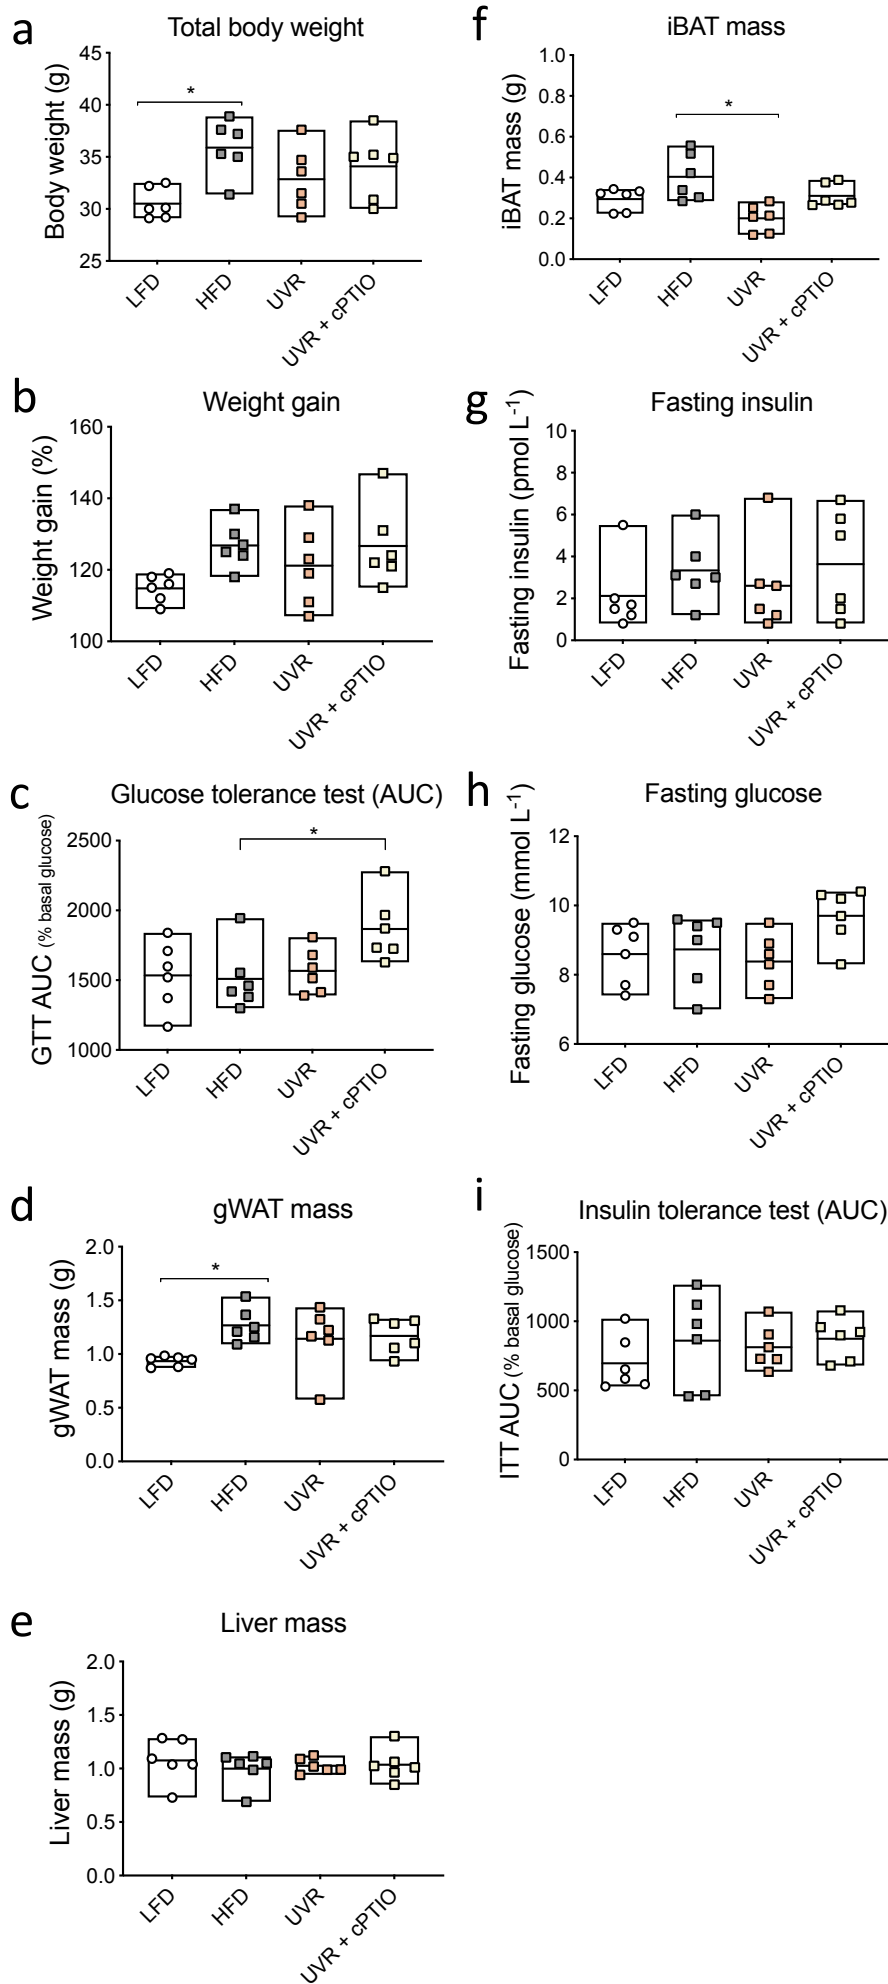 a
Total body weight
Body weight (g)
45
40
35
30
25
*
LFD
HFD
UVR
UVR + cPTIO
f
iBAT mass
iBAT mass (g)
1.0
0.8
0.6
0.4
0.2
0.0
*
LFD
HFD
UVR
UVR + cPTIO
b
Weight gain
Weight gain (%)
160
140
120
100
LFD
HFD
UVR
UVR + cPTIO
g
Fasting insulin
Fasting insulin (pmol L-1)
10
8
6
4
2
0
LFD
HFD
UVR
UVR + cPTIO
c
Glucose tolerance test (AUC)
GTT AUC (% basal glucose)
2500
2000
1500
1000
*
LFD
HFD
UVR
UVR + cPTIO
h
Fasting glucose
Fasting glucose (mmol L-1)
12
10
8
6
LFD
HFD
UVR
UVR + cPTIO
d
gWAT mass
gWAT mass (g)
2.0
1.5
1.0
0.5
0.0
*
LFD
HFD
UVR
UVR + cPTIO
i
Insulin tolerance test (AUC)
ITT AUC (% basal glucose)
1500
1000
500
0
LFD
HFD
UVR
UVR + cPTIO
e
Liver mass
Liver mass (g)
2.0
1.5
1.0
0.5
0.0
LFD
HFD
UVR
UVR + cPTIO